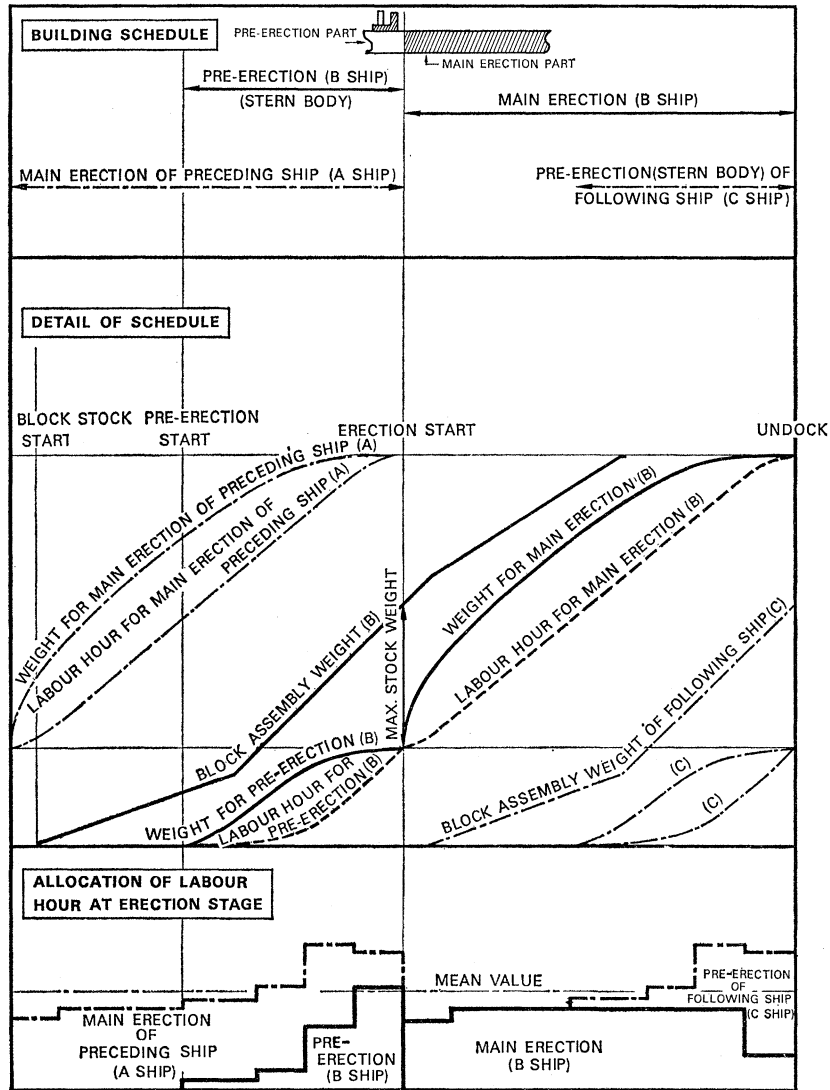 BUILDING SCHEDULE
PRE-ERECTION PART
MAIN ERECTION PART
PRE-ERECTION (B SHIP)
(STERN BODY)
MAIN ERECTION (B SHIP)
MAIN ERECTION OF PRECEDING SHIP (A SHIP)
PRE-ERECTION(STERN BODY) OF
FOLLOWING SHIP (C SHIP)
DETAIL OF SCHEDULE
BLOCK STOCK
START
PRE-ERECTION
START
ERECTION START
UNDOCK
WEIGHT FOR MAIN ERECTION OF PRECEDING SHIP (A)
LABOUR HOUR FOR MAIN ERECTION OF
PRECEDING SHIP (A)
BLOCK ASSEMBLY WEIGHT (B)
MAX. STOCK WEIGHT
WEIGHT FOR MAIN ERECTION (B)
LABOUR HOUR FOR MAIN ERECTION (B)
WEIGHT FOR PRE-ERECTION (B)
LABOUR HOUR FOR
PRE-ERECTION (B)
BLOCK ASSEMBLY WEIGHT OF FOLLOWING SHIP (C)
(C)
(C)
ALLOCATION OF LABOUR
HOUR AT ERECTION STAGE
MEAN VALUE
MAIN ERECTION
OF
PRECEDING SHIP
(A SHIP)
PRE-
ERECTION
(B SHIP)
MAIN ERECTION
(B SHIP)
PRE-ERECTION
OF
FOLLOWING SHIP
(C SHIP)